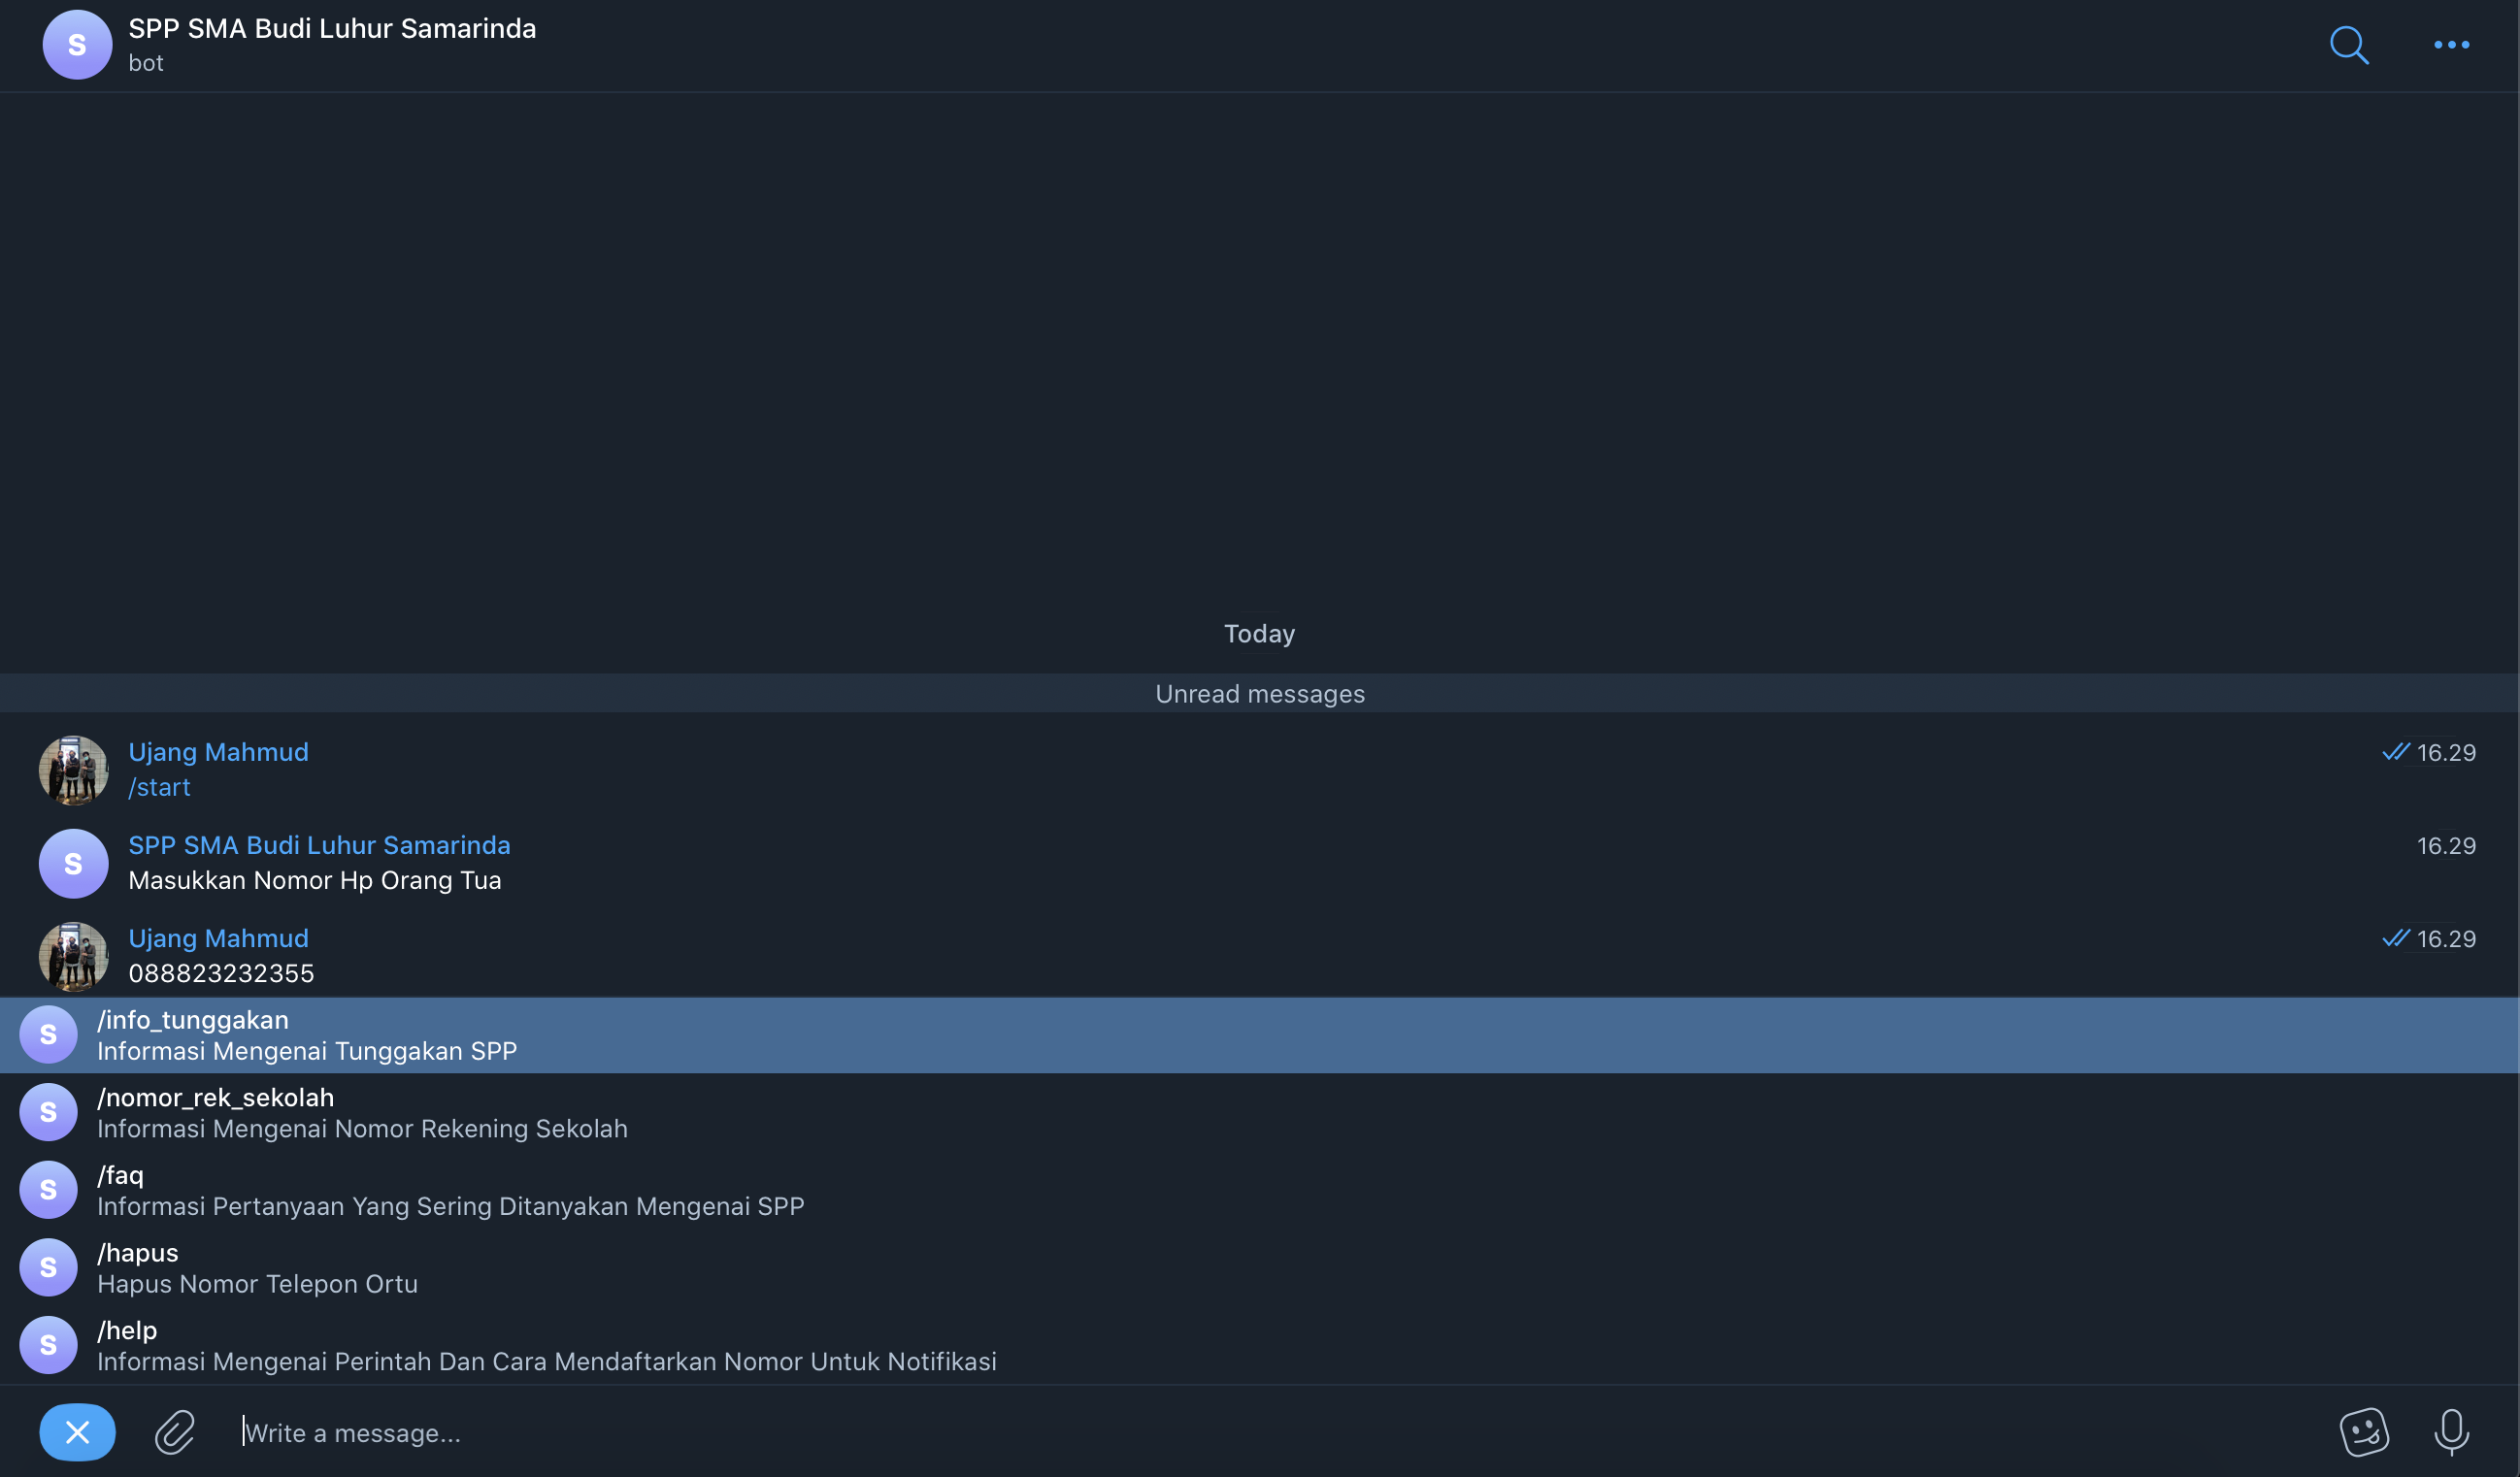 S
SPP SMA Budi Luhur Samarinda
bot
Today
Unread messages
Ujang Mahmud
16.29
/start
S
SPP SMA Budi Luhur Samarinda
16.29
Masukkan Nomor Hp Orang Tua
Ujang Mahmud
16.29
088823232355
S
/info_tunggakan
Informasi Mengenai Tunggakan SPP
S
/nomor_rek_sekolah
Informasi Mengenai Nomor Rekening Sekolah
S
/faq
Informasi Pertanyaan Yang Sering Ditanyakan Mengenai SPP
S
/hapus
Hapus Nomor Telepon Ortu
S
/help
Informasi Mengenai Perintah Dan Cara Mendaftarkan Nomor Untuk Notifikasi
Write a message...